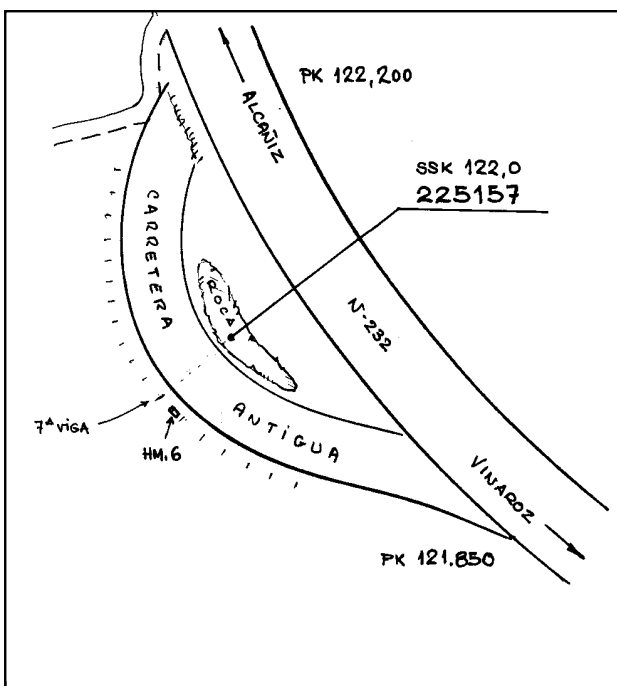 PK 122,200
ALCAÑIZ
SSK 122,0
225157
CARRETERA
ROCA
N-232
7ª VIGA
HM.6
ANTÍGUA
VINAROZ
PK 121.850